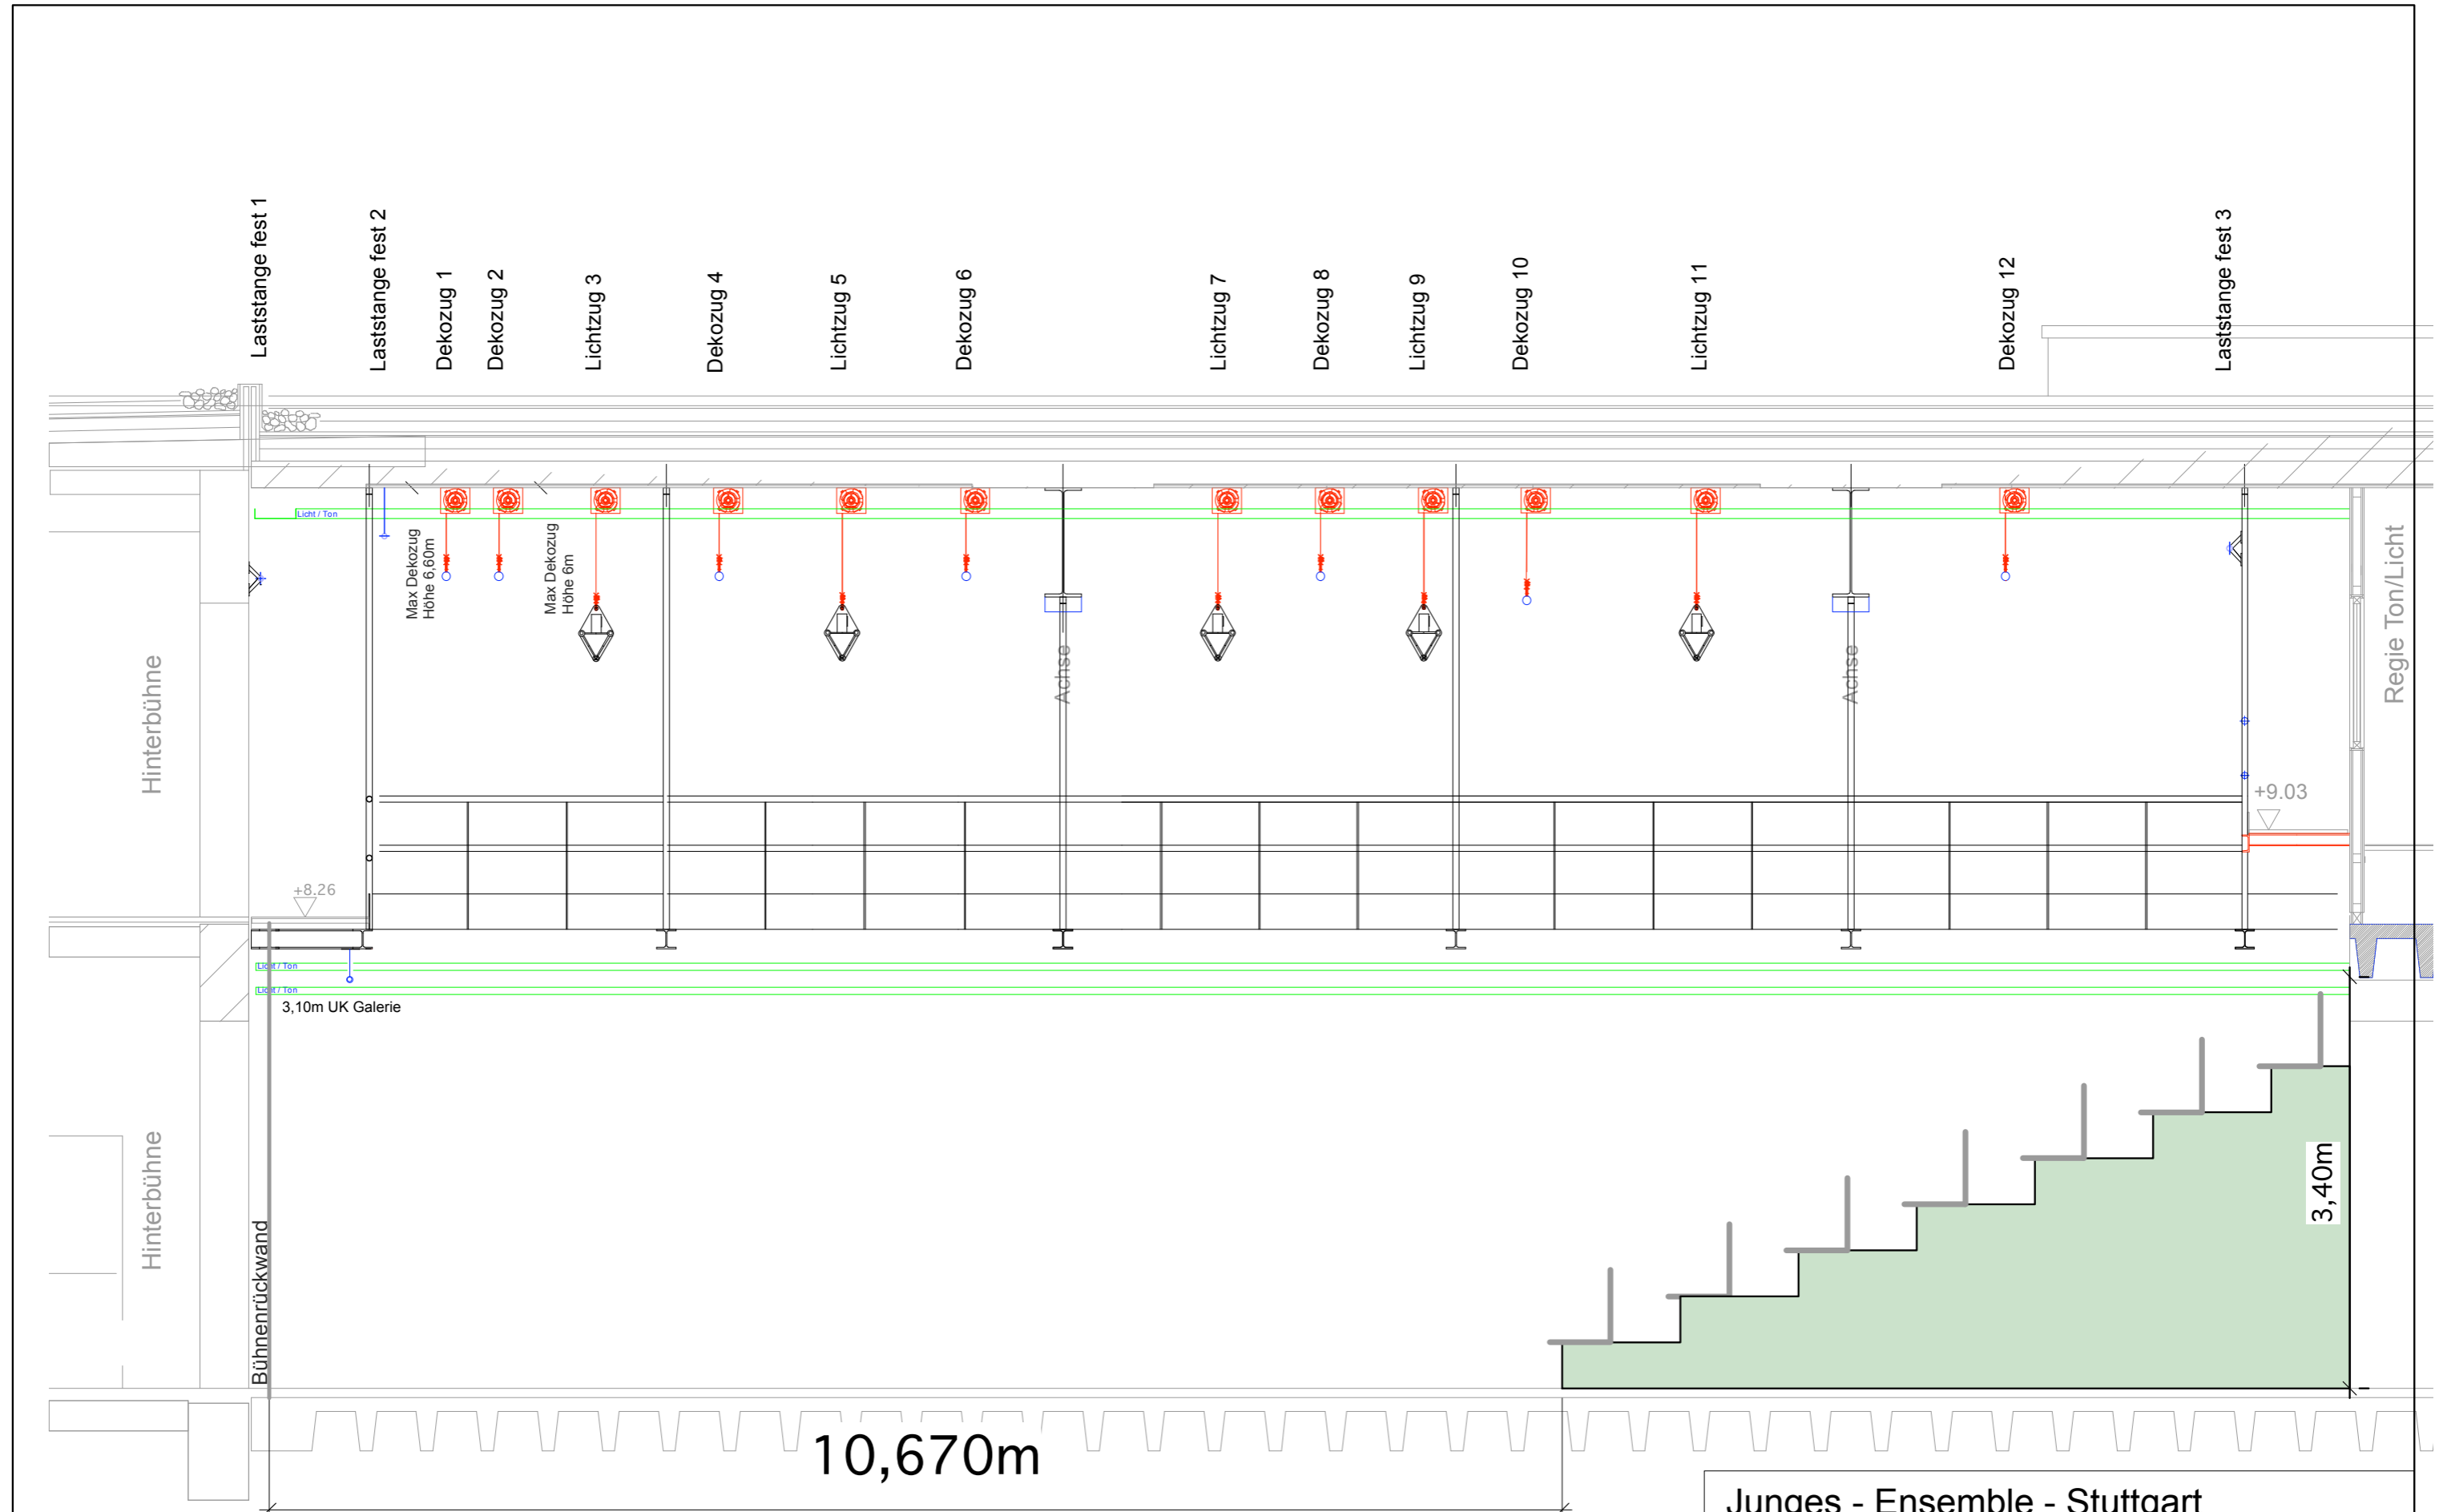 Laststange fest 1
Laststange fest 2
Dekozug 1
Dekozug 2
Lichtzug 3
Dekozug 4
Lichtzug 5
Dekozug 6
Lichtzug 7
Dekozug 8
Lichtzug 9
Dekozug 10
Lichtzug 11
Dekozug 12
Laststange fest 3
Licht / Ton
Max Dekozug
Höhe 6,60m
Max Dekozug
Höhe 6m
Hinterbühne
Achse
Achse
Regie Ton/Licht
+9.03
+8.26
Licht / Ton
Licht / Ton
3,10m UK Galerie
Hinterbühne
Bühnenrückwand
3,40m
10,670m
Junges - Ensemble - Stuttgart